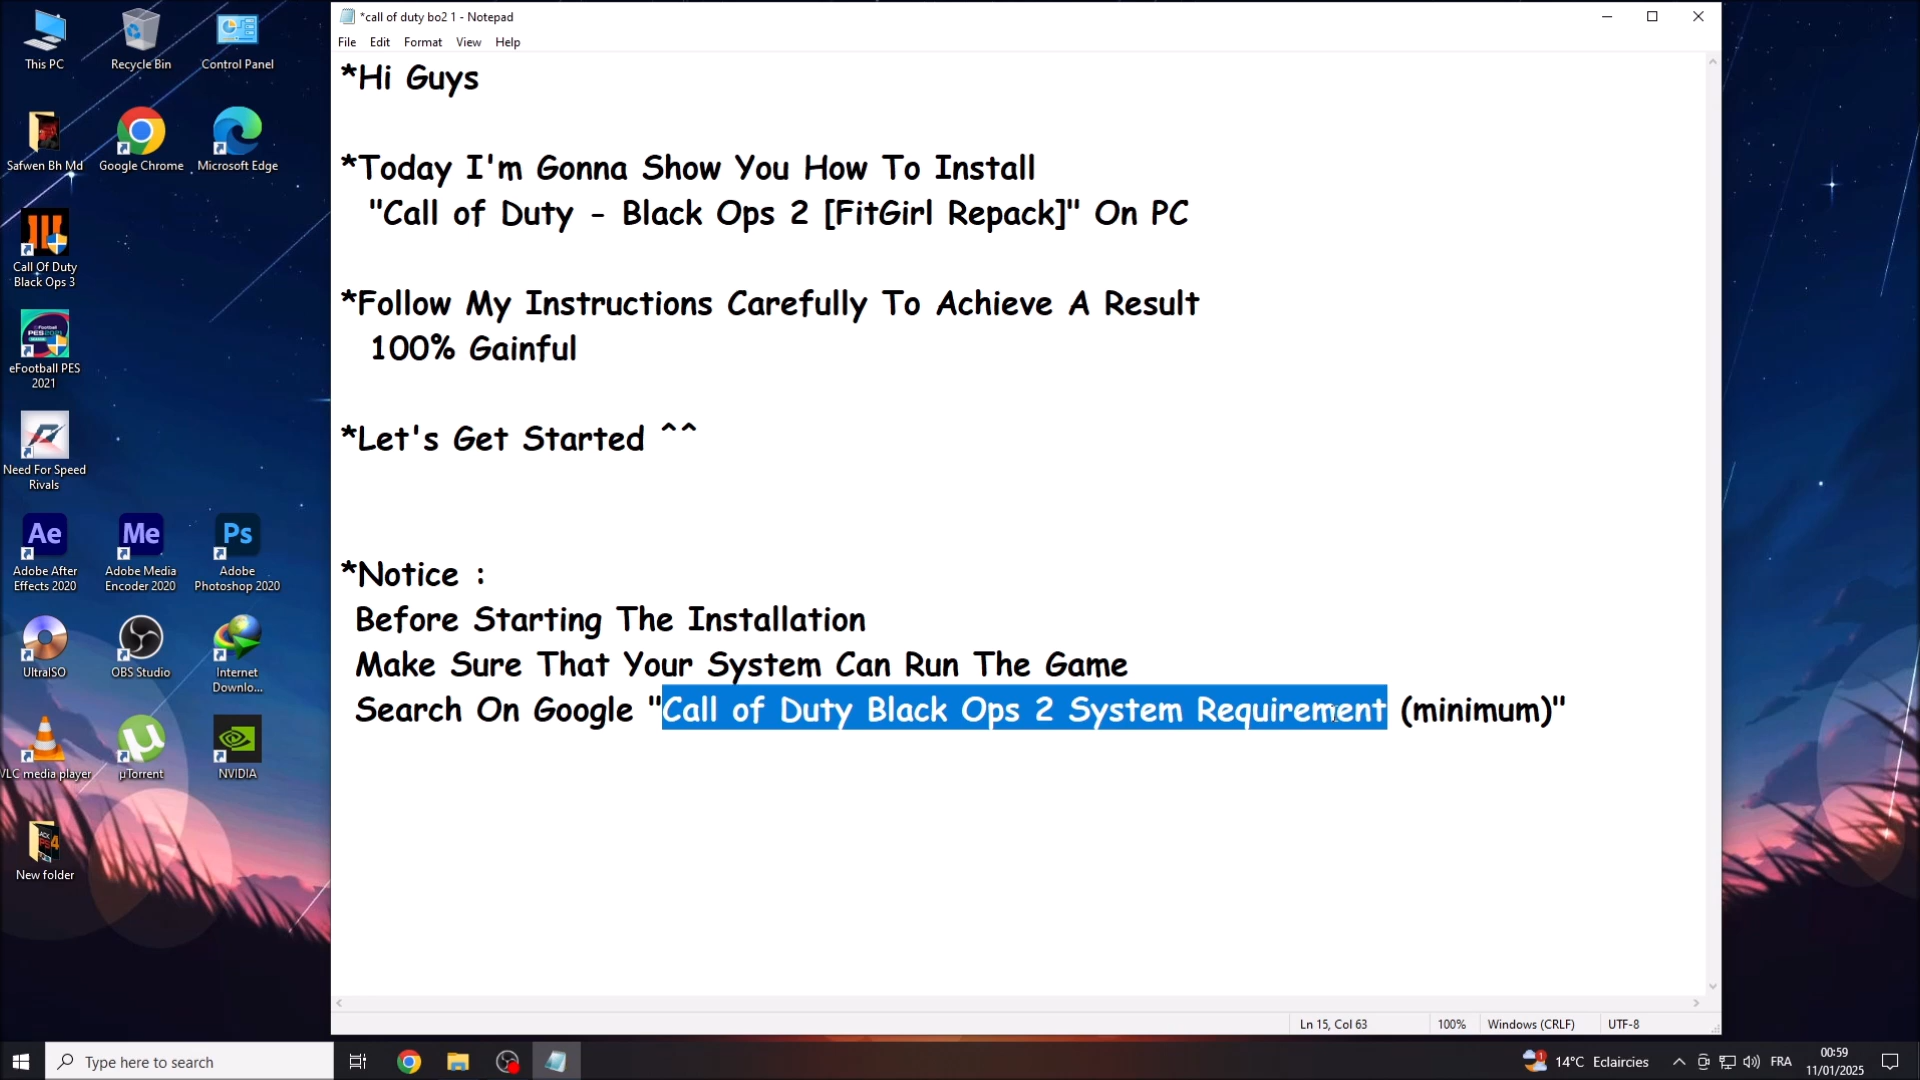 *call of duty bo2 1 - Notepad
File Edit Format View Help
*Hi Guys
*Today I'm Gonna Show You How To Install
"Call of Duty - Black Ops 2 [FitGirl Repack]" On PC
*Follow My Instructions Carefully To Achieve A Result
100% Gainful
*Let's Get Started ^^
*Notice :
Before Starting The Installation
Make Sure That Your System Can Run The Game
Search On Google "Call of Duty Black Ops 2 System Requirement (minimum)"
Ln 15, Col 63
100%
Windows (CRLF)
UTF-8
This PC
Recycle Bin
Control Panel
Safwen Bh Md
Google Chrome
Microsoft Edge
Call Of Duty
Black Ops 3
eFootball PES
2021
Need For Speed
Rivals
Ae
Adobe After
Effects 2020
Me
Adobe Media
Encoder 2020
Ps
Adobe
Photoshop 2020
UltraISO
OBS Studio
Internet
Downlo...
VLC media player
µTorrent
NVIDIA
New folder
Type here to search
1
14°C Eclaircies
FRA
00:59
11/01/2025